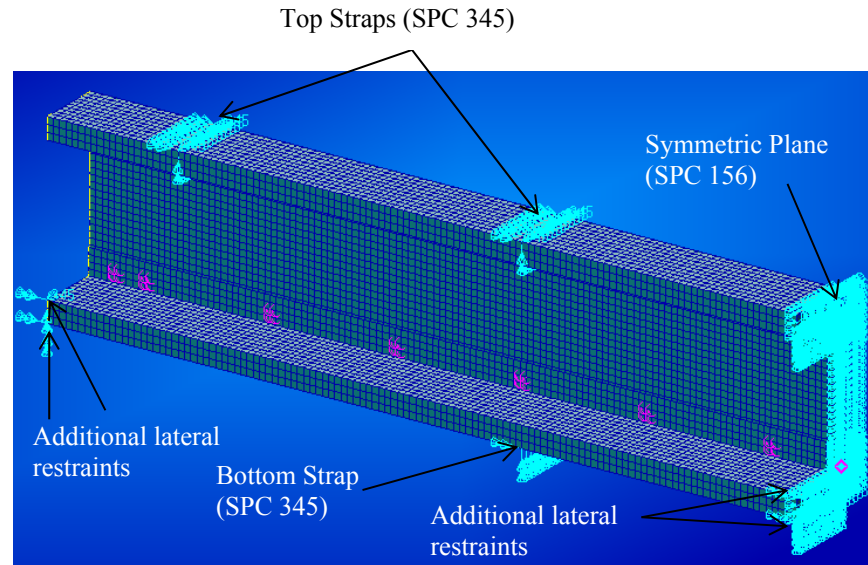 Top Straps (SPC 345)
Symmetric Plane
(SPC 156)
Additional lateral
restraints
Bottom Strap
(SPC 345)
Additional lateral
restraints